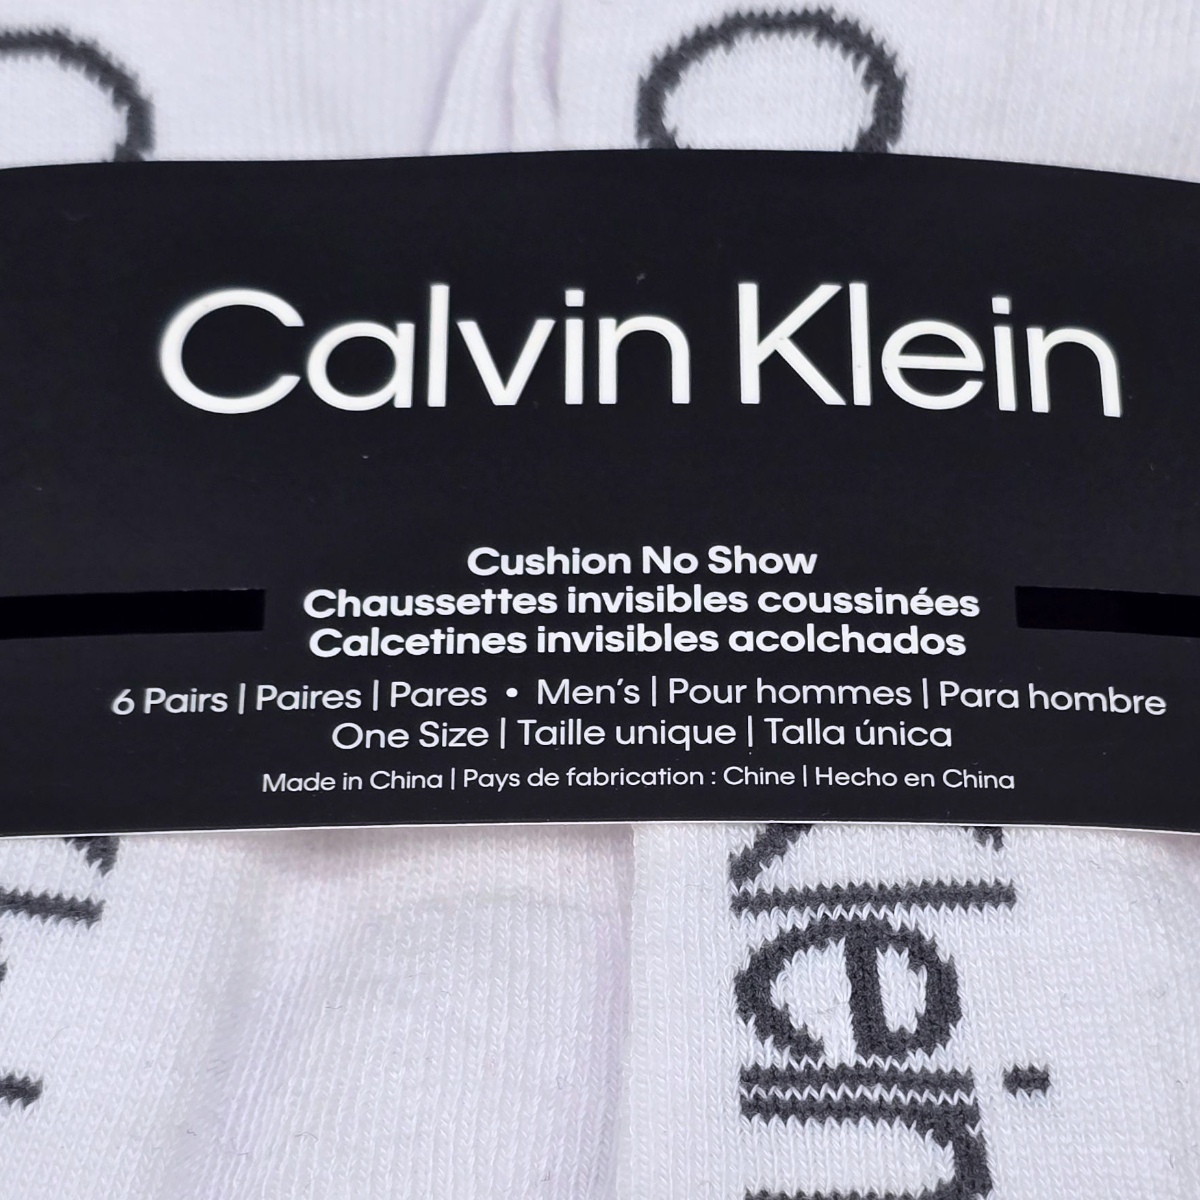 Calvin Klein
Cushion No Show
Chaussettes invisibles coussinées
Calcetines invisibles acolchados
6 Pairs | Paires | Pares • Men's | Pour hommes | Para hombre
One Size | Taille unique | Talla única
Made in China | Pays de fabrication : Chine | Hecho en China